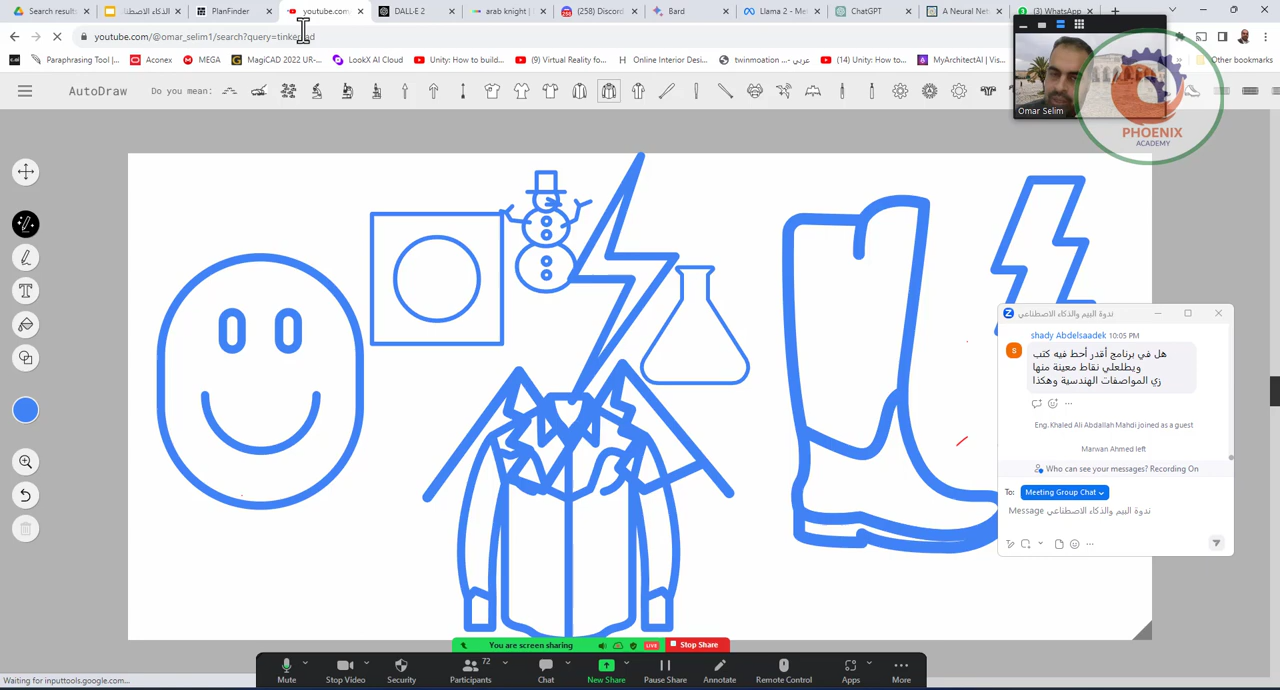 Search results
الذكاء الاصطنا
PlanFinder
youtube.com
DALL·E 2
arab knight |
(258) Discord
Bard
Llama 2 - Me
ChatGPT
A Neural Net
(3) WhatsApp
youtube.com/@omar_selim1/search?query=tinker
Paraphrasing Tool |...
Aconex
MEGA
MagiCAD 2022 UR-...
LookX AI Cloud
Unity: How to build...
(9) Virtual Reality fo...
Online Interior Desi...
twinmoation - عربي...
(14) Unity: How to...
MyArchitectAI | Vis...
Other bookmarks
AutoDraw
Do you mean:
Omar Selim
PHOENIX
ACADEMY
ندوة البيم والذكاء الاصطناعي
shady Abdelsaadek 10:05 PM
هل في برنامج أقدر أحط فيه كتب
ويطلعلي نقاط معينة منها
زي المواصفات الهندسية وهكذا
Eng. Khaled Ali Abdallah Mahdi joined as a guest
Marwan Ahmed left
Who can see your messages? Recording On
To: Meeting Group Chat
Message ندوة البيم والذكاء الاصطناعي
You are screen sharing
LIVE
Stop Share
72
Mute
Stop Video
Security
Participants
Chat
New Share
Pause Share
Annotate
Remote Control
Apps
More
Waiting for inputtools.google.com...